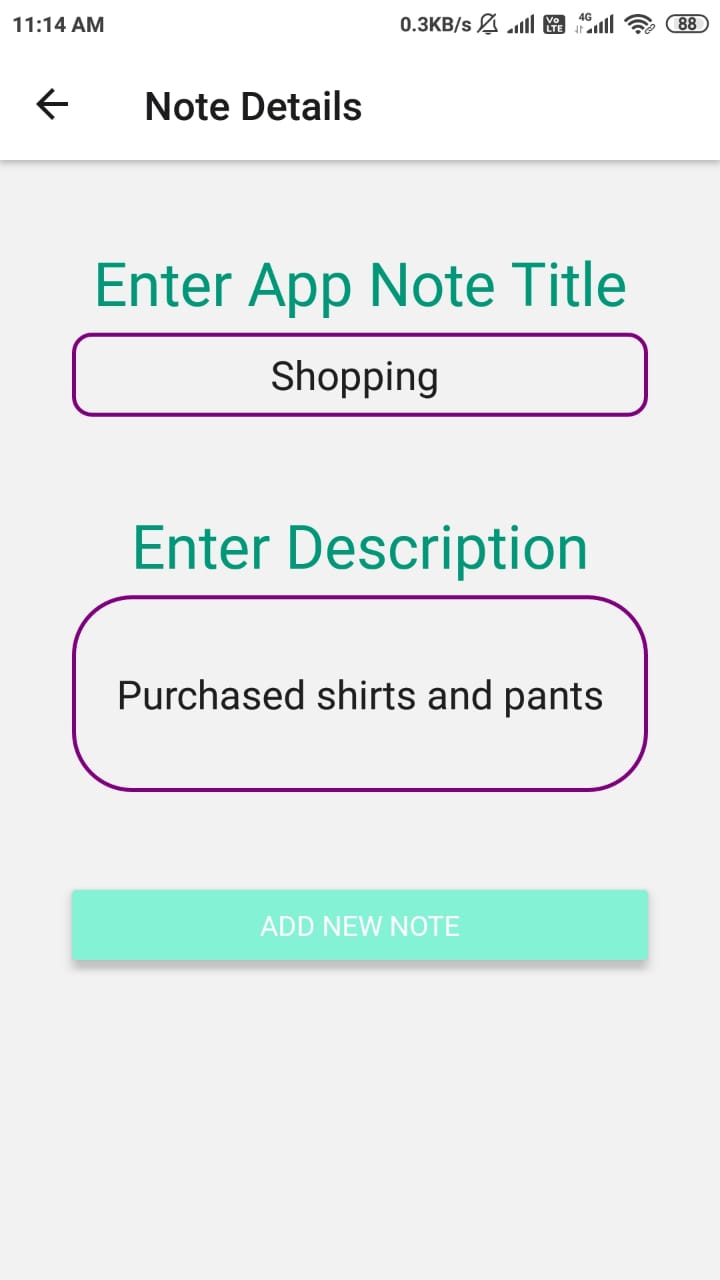 11:14 AM 0.3KB/s Vo LTE 4G 88
Note Details
Enter App Note Title
Shopping
Enter Description
Purchased shirts and pants
ADD NEW NOTE